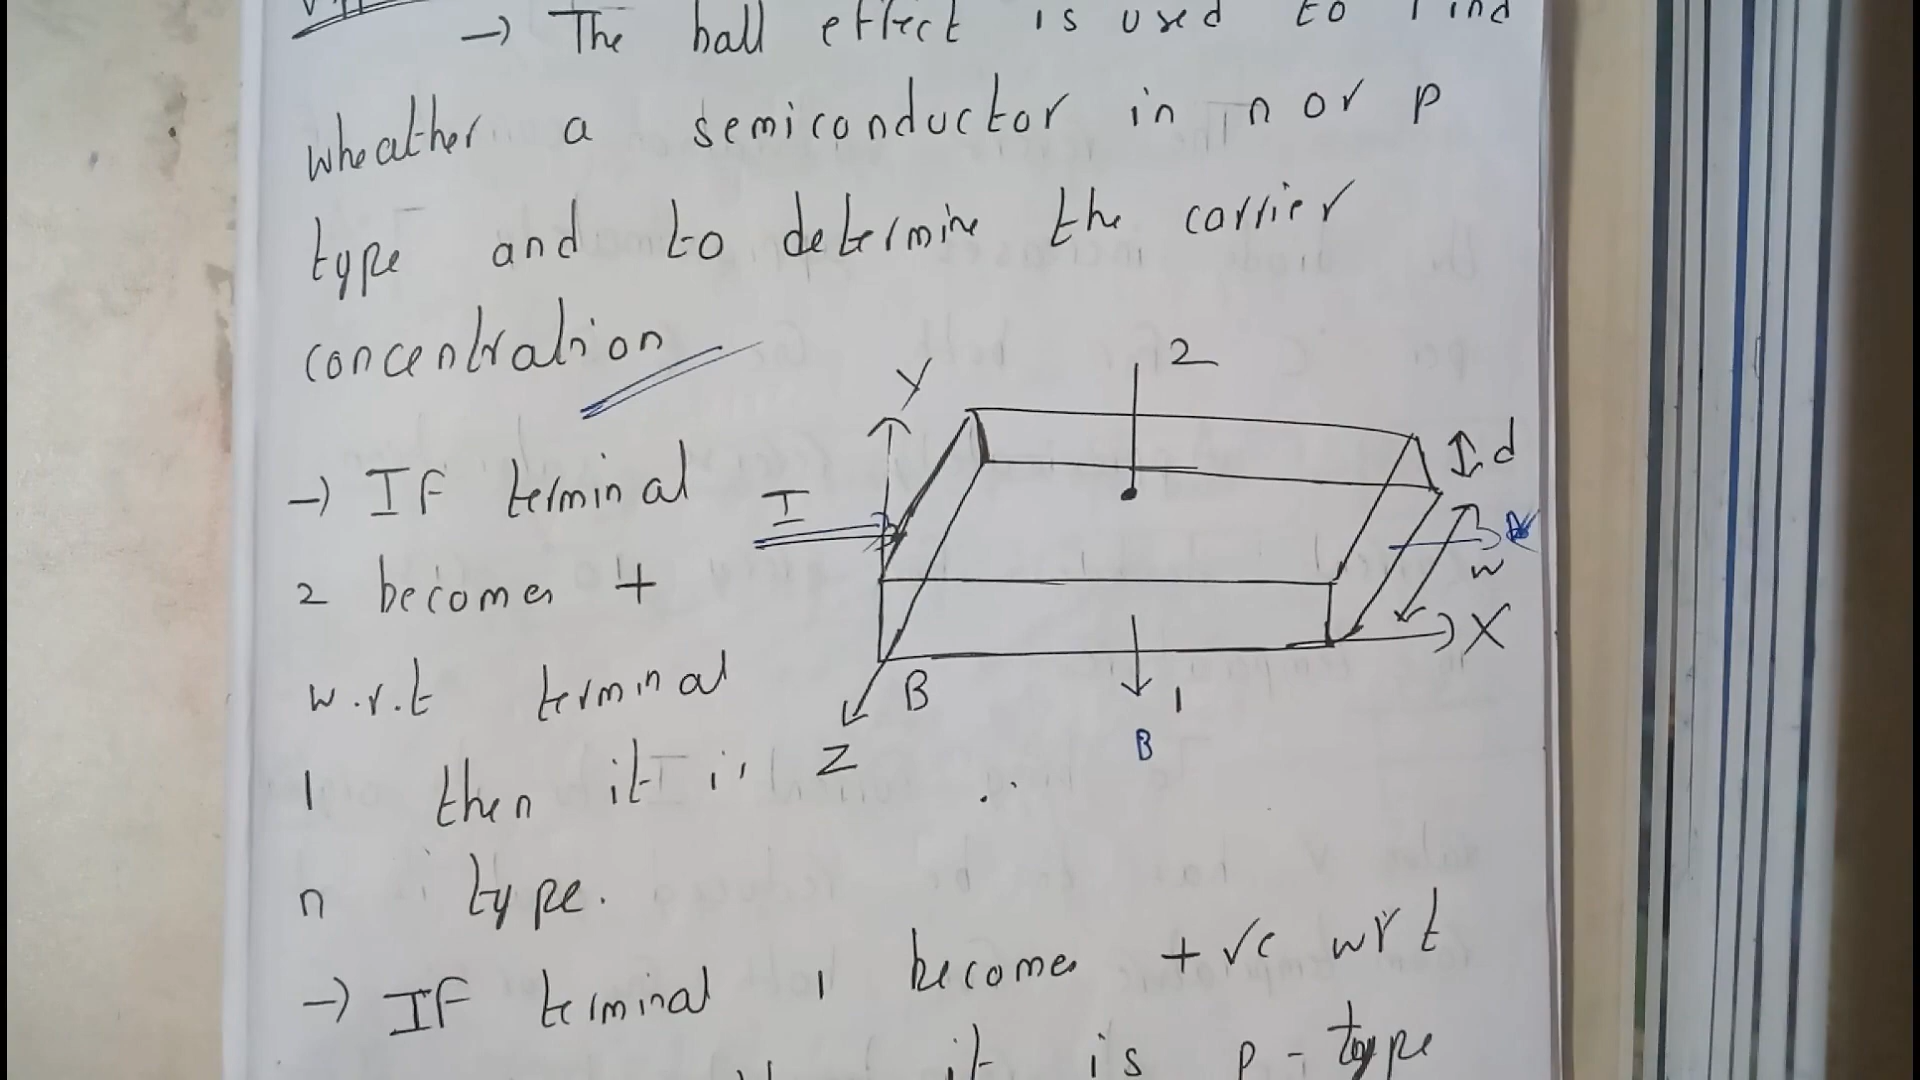 → The hall effect is used to find
wheather a semiconductor in n or p
type and to determine the carrier
concentration
→ IF terminal
2 becomes +
w.r.t terminal
1 then it is
n type.
Y
2
d
I
w
X
B
1
Z
B
→ IF terminal 1 becomes +ve wrt
it is p - type